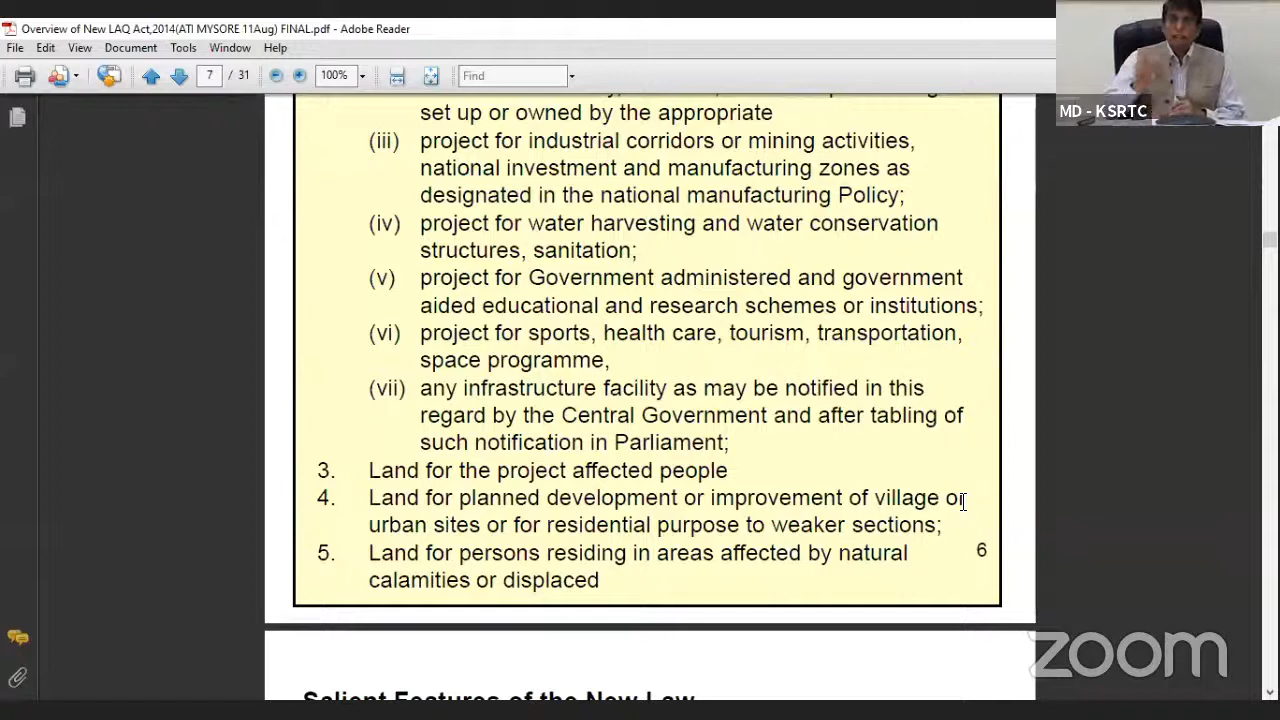 Overview of New LAQ Act,2014(ATI MYSORE 11Aug) FINAL.pdf - Adobe Reader
File Edit View Document Tools Window Help
7 / 31 100% Find
MD - KSRTC
set up or owned by the appropriate
(iii) project for industrial corridors or mining activities,
national investment and manufacturing zones as
designated in the national manufacturing Policy;
(iv) project for water harvesting and water conservation
structures, sanitation;
(v) project for Government administered and government
aided educational and research schemes or institutions;
(vi) project for sports, health care, tourism, transportation,
space programme,
(vii) any infrastructure facility as may be notified in this
regard by the Central Government and after tabling of
such notification in Parliament;
3. Land for the project affected people
4. Land for planned development or improvement of village or
urban sites or for residential purpose to weaker sections;
5. Land for persons residing in areas affected by natural
calamities or displaced
6
zoom
Salient Features of the New Law